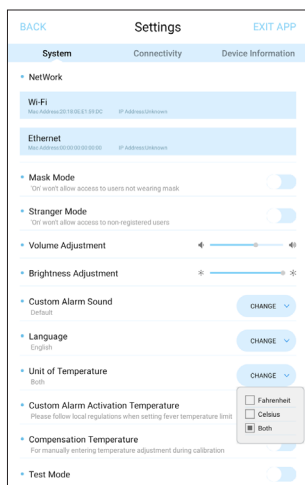 BACK Settings EXIT APP
System Connectivity Device Information
NetWork
Wi-Fi
IP Address:Unknown
Ethernet
Mac Address:00:00:00:00:00:00 IP Address:Unknown
Mask Mode
'On' won't allow access to users not wearing mask
Stranger Mode
'On' won't allow access to non-registered users
Volume Adjustment
Brightness Adjustment
Custom Alarm Sound
Default
CHANGE
Language
English
CHANGE
Unit of Temperature
Both
CHANGE
Fahrenheit
Celsius
Both
Custom Alarm Activation Temperature
Please follow local regulations when setting fever temperature limit
Compensation Temperature
For manually entering temperature adjustment during calibration
Test Mode